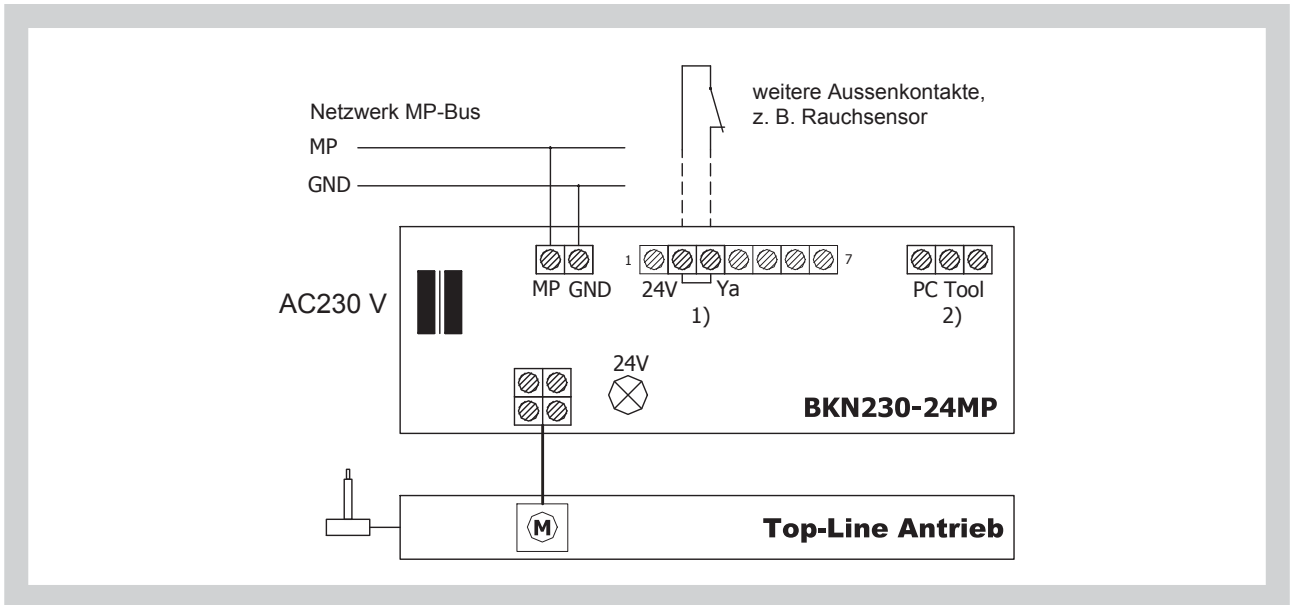 weitere Aussenkontakte,
z. B. Rauchsensor
Netzwerk MP-Bus
MP
GND
1
7
MP GND
24V
Ya
PC Tool
1)
2)
AC230 V
24V
BKN230-24MP
M
Top-Line Antrieb